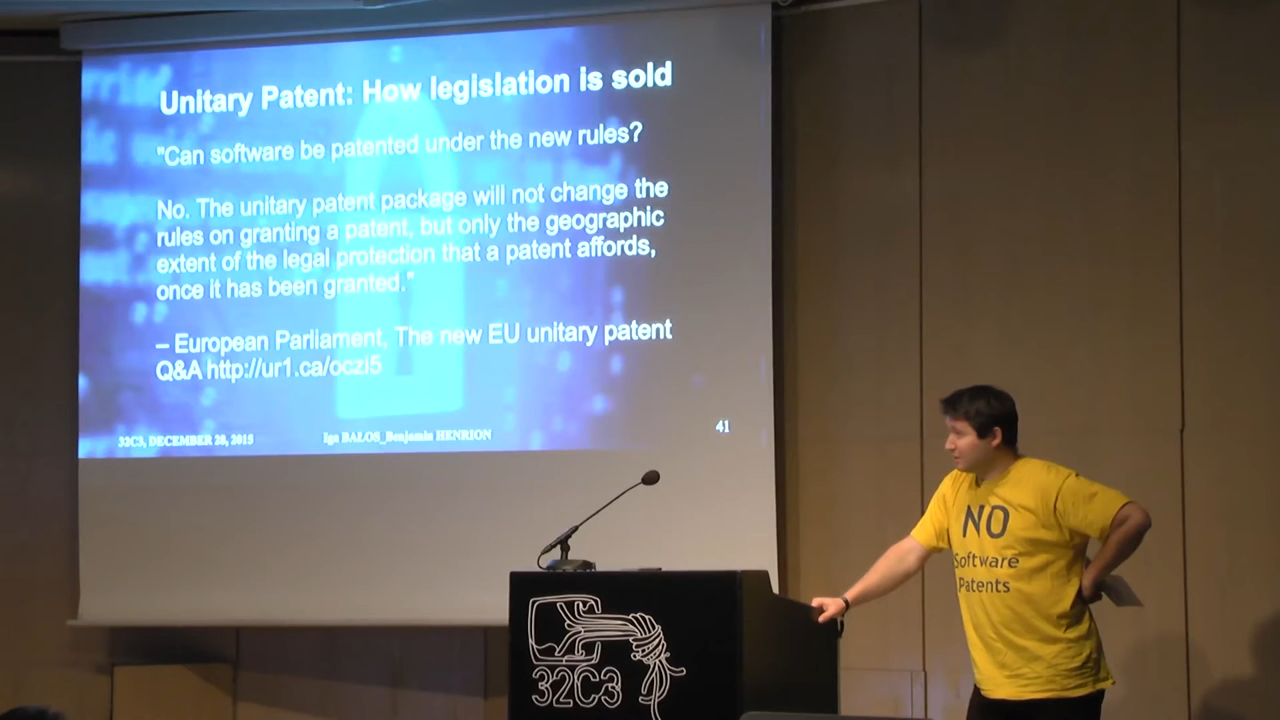 Unitary Patent: How legislation is sold
"Can software be patented under the new rules?
No. The unitary patent package will not change the
rules on granting a patent, but only the geographic
extent of the legal protection that a patent affords,
once it has been granted."
– European Parliament, The new EU unitary patent
Q&A http://ur1.ca/oczi5
32C3, DECEMBER 28, 2015
Iga BAŁOS_Benjamin HENRION
41
NO
Software
Patents
32C3